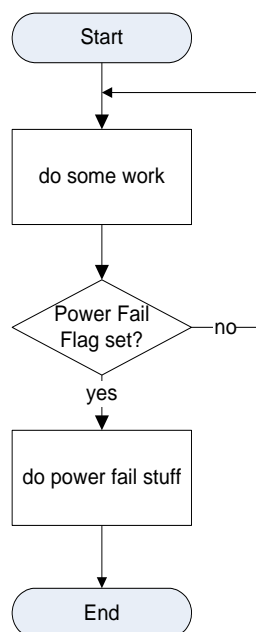 Start
do some work
Power Fail
Flag set?
no
yes
do power fail stuff
End